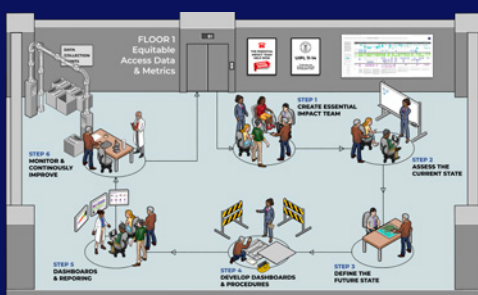 FLOOR 1
Equitable
Access Data
& Metrics
DATA
COLLECTION
STEP 1
CREATE ESSENTIAL
IMPACT TEAM
STEP 2
ASSESS THE
CURRENT STATE
STEP 3
DEFINE THE
FUTURE STATE
STEP 4
DEVELOP DASHBOARDS
& PROCEDURES
STEP 5
DASHBOARDS
& REPORING
STEP 6
MONITOR &
CONTINOUSLY
IMPROVE